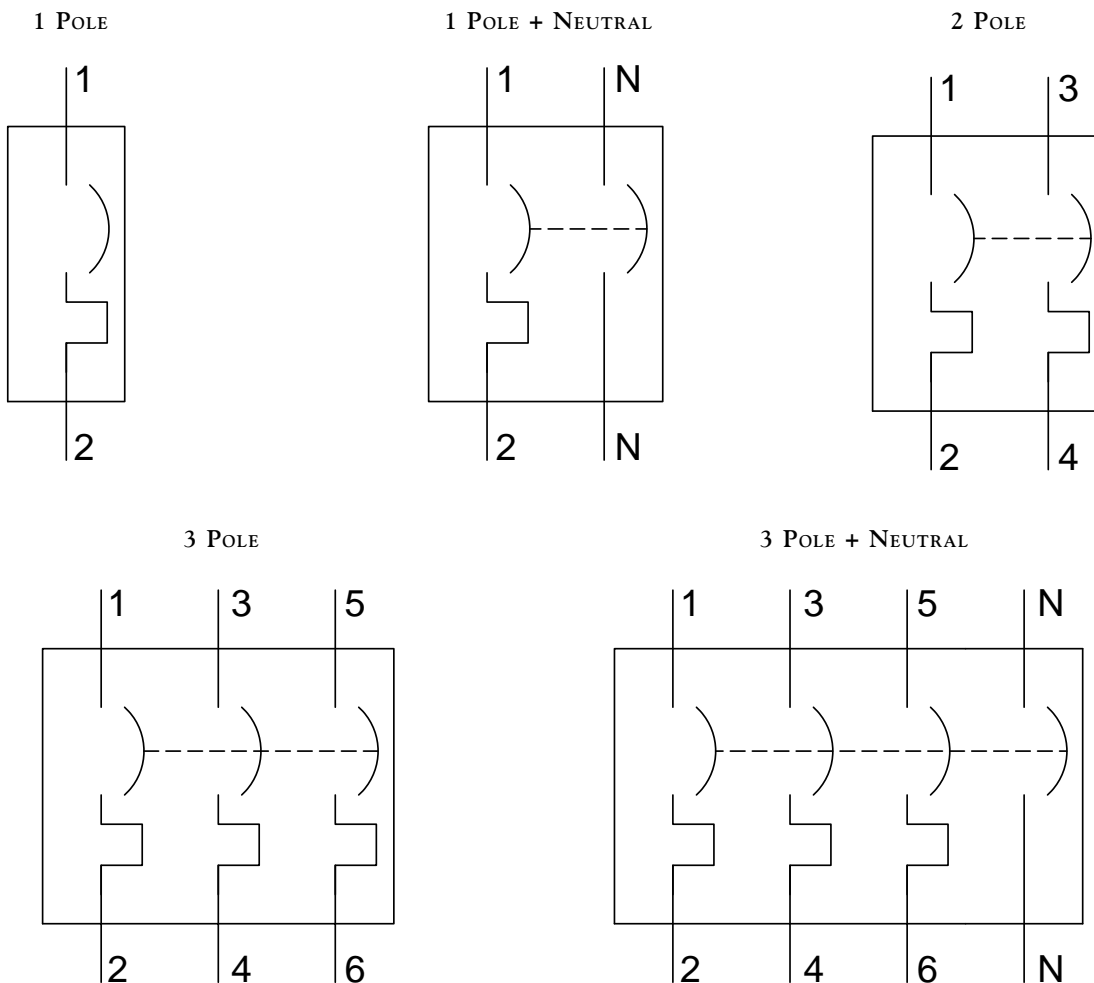 1 Pole
1 Pole + Neutral
2 Pole
1
1 N
1 3
2
2 N
2 4
3 Pole
3 Pole + Neutral
1 3 5
1 3 5 N
2 4 6
2 4 6 N